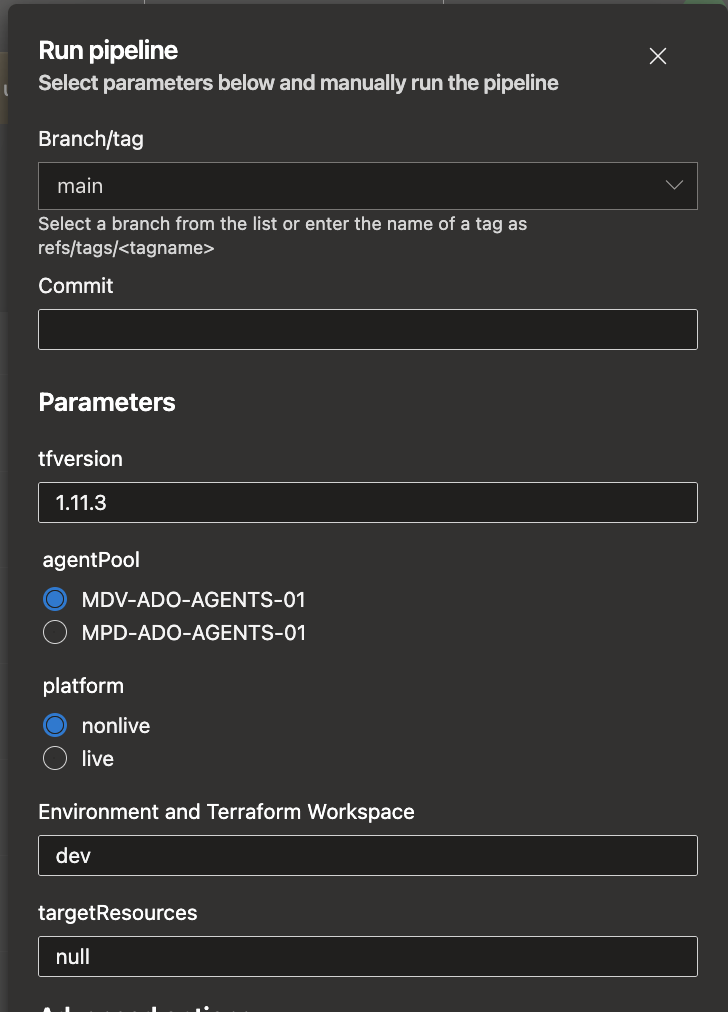 Run pipeline
Select parameters below and manually run the pipeline
Branch/tag
main
Select a branch from the list or enter the name of a tag as
refs/tags/<tagname>
Commit
Parameters
tfversion
1.11.3
agentPool
MDV-ADO-AGENTS-01
MPD-ADO-AGENTS-01
platform
nonlive
live
Environment and Terraform Workspace
dev
targetResources
null
Advanced options